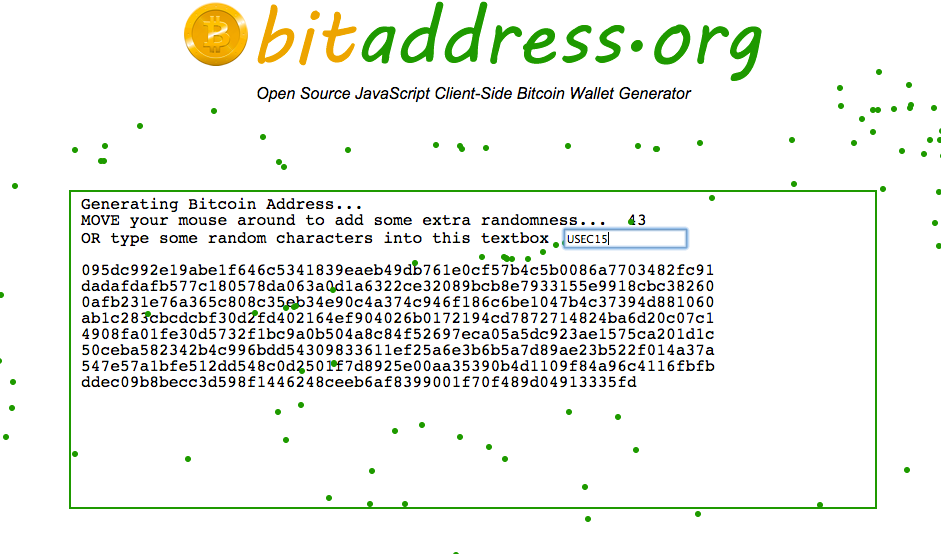 bitaddress.org
Open Source JavaScript Client-Side Bitcoin Wallet Generator
Generating Bitcoin Address...
MOVE your mouse around to add some extra randomness... 43
OR type some random characters into this textbox USEC15
095dc992e19abe1f646c5341839eaeb49db761e0cf57b4c5b0086a7703482fc91
dadafdafb577c180578da063a0d1a6322ce32089bcb8e7933155e9918cbc38260
0afb231e76a365c808c35eb34e90c4a374c946f186c6be1047b4c37394d881060
ab1c283cbcdcbf30d2fd402164ef904026b0172194cd7872714824ba6d20c07c1
4908fa01fe30d5732f1bc9a0b504a8c84f52697eca05a5dc923ae1575ca201d1c
50ceba582342b4c996bdd54309833611ef25a6e3b6b5a7d89ae23b522f014a37a
547e57a1bfe512dd548c0d2501f7d8925e00aa35390b4d1109f84a96c4116fbfb
ddec09b8becc3d598f1446248ceeb6af8399001f70f489d04913335fd